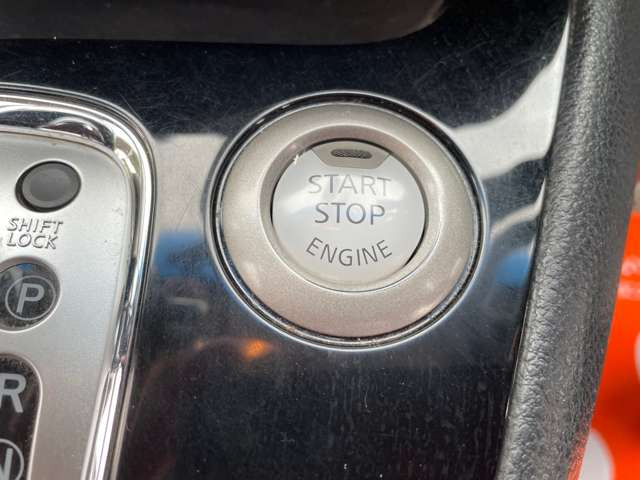 START
STOP
ENGINE
SHIFT
LOCK
P
R
N